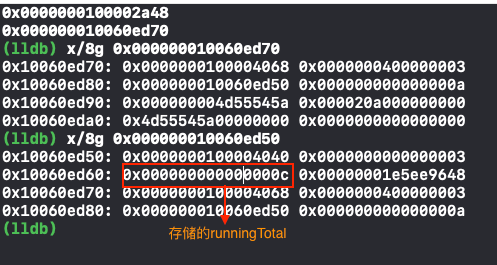 0x0000000100002a48
0x000000010060ed70
(lldb) x/8g 0x000000010060ed70
0x10060ed70: 0x0000000100004068 0x0000000400000003
0x10060ed80: 0x000000010060ed50 0x000000000000000a
0x10060ed90: 0x000000004d55545a 0x000020a000000000
0x10060eda0: 0x4d55545a00000000 0x0000000000000000
(lldb) x/8g 0x000000010060ed50
0x10060ed50: 0x0000000100004040 0x0000000000000003
0x10060ed60: 0x000000000000000c 0x00000001e5ee9648
0x10060ed70: 0x0000000100004068 0x0000000400000003
0x10060ed80: 0x000000010060ed50 0x000000000000000a
(lldb)
存储的runningTotal